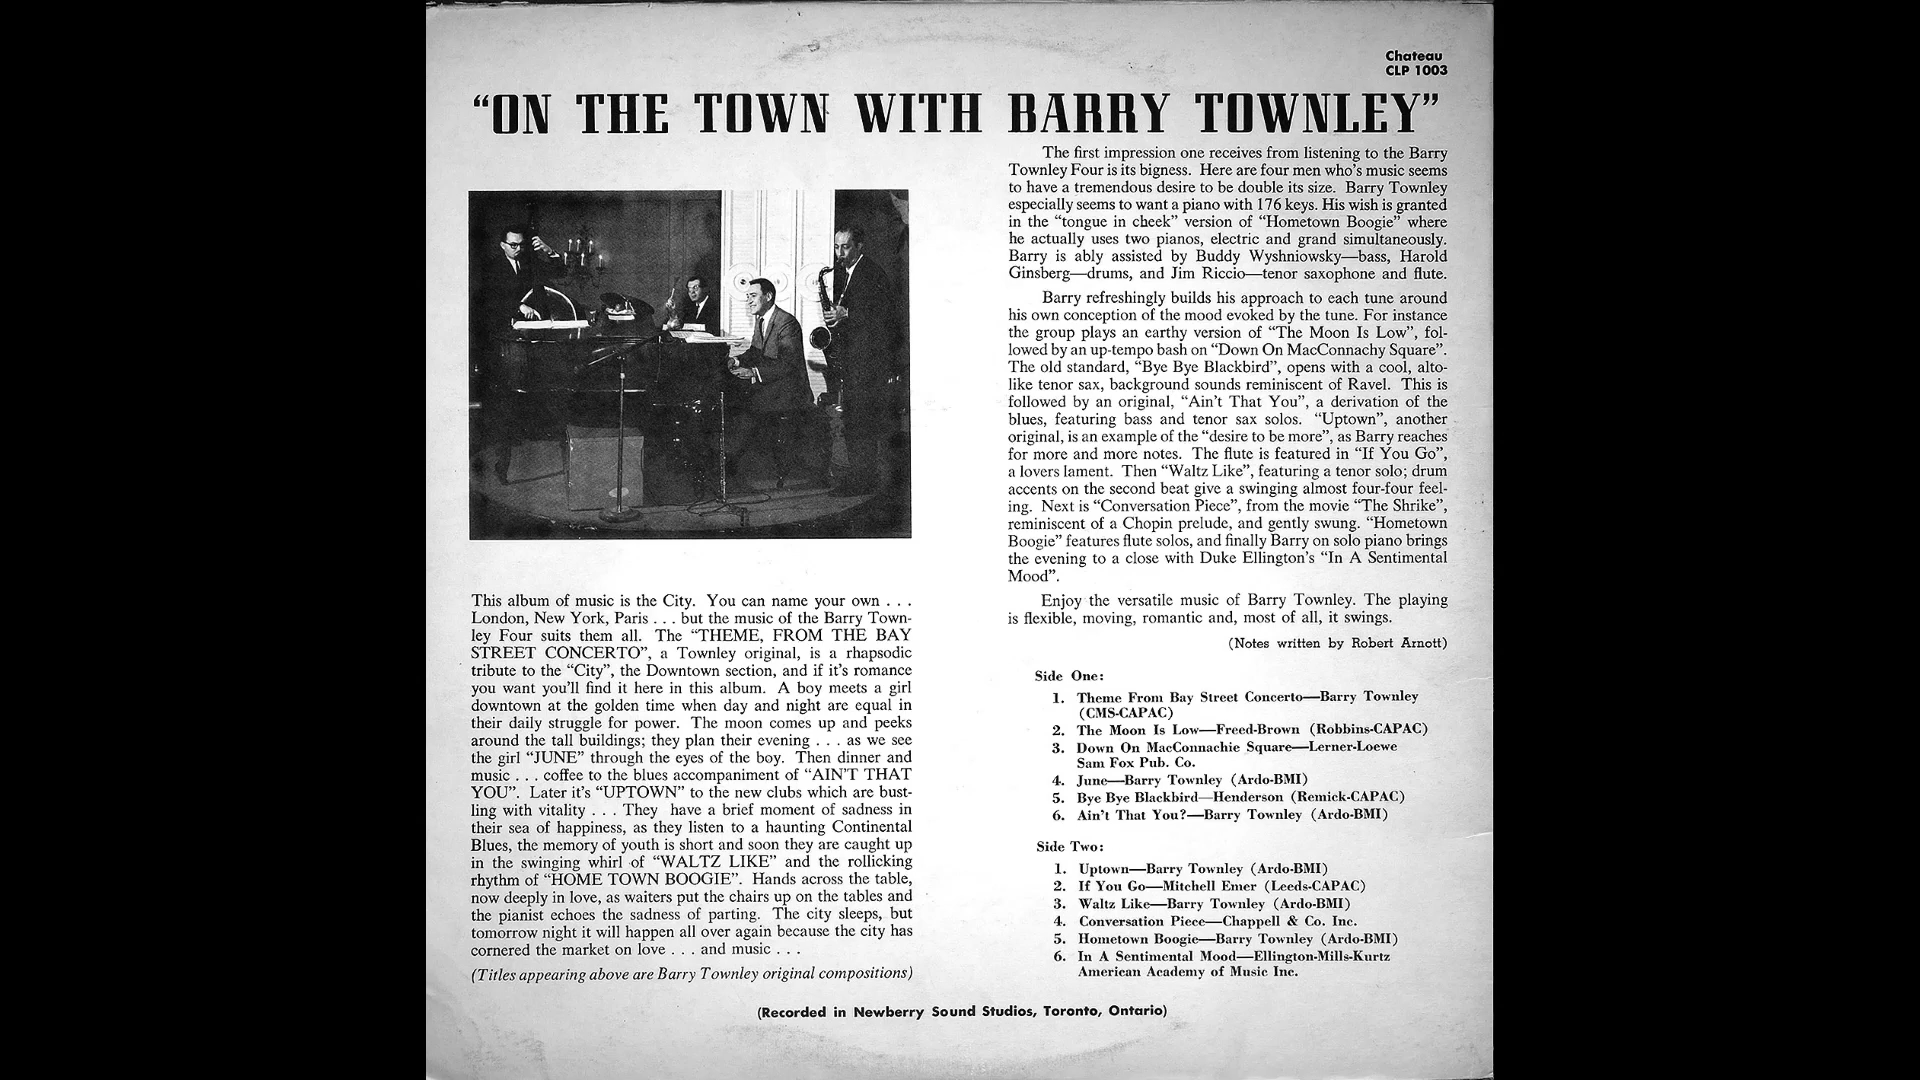 Chateau
CLP 1003
“ON THE TOWN WITH BARRY TOWNLEY”
This album of music is the City. You can name your own . . .
London, New York, Paris . . . but the music of the Barry Town-
ley Four suits them all. The “THEME, FROM THE BAY
STREET CONCERTO”, a Townley original, is a rhapsodic
tribute to the “City”, the Downtown section, and if it’s romance
you want you’ll find it here in this album. A boy meets a girl
downtown at the golden time when day and night are equal in
their daily struggle for power. The moon comes up and peeks
around the tall buildings; they plan their evening . . . as we see
the girl “JUNE” through the eyes of the boy. Then dinner and
music . . . coffee to the blues accompaniment of “AIN’T THAT
YOU”. Later it’s “UPTOWN” to the new clubs which are bust-
ling with vitality . . . They have a brief moment of sadness in
their sea of happiness, as they listen to a haunting Continental
Blues, the memory of youth is short and soon they are caught up
in the swinging whirl of “WALTZ LIKE” and the rollicking
rhythm of “HOME TOWN BOOGIE”. Hands across the table,
now deeply in love, as waiters put the chairs up on the tables and
the pianist echoes the sadness of parting. The city sleeps, but
tomorrow night it will happen all over again because the city has
cornered the market on love . . . and music . . .
(Titles appearing above are Barry Townley original compositions)
The first impression one receives from listening to the Barry
Townley Four is its bigness. Here are four men who’s music seems
to have a tremendous desire to be double its size. Barry Townley
especially seems to want a piano with 176 keys. His wish is granted
in the “tongue in cheek” version of “Hometown Boogie” where
he actually uses two pianos, electric and grand simultaneously.
Barry is ably assisted by Buddy Wyshniowsky—bass, Harold
Ginsberg—drums, and Jim Riccio—tenor saxophone and flute.
Barry refreshingly builds his approach to each tune around
his own conception of the mood evoked by the tune. For instance
the group plays an earthy version of “The Moon Is Low”, fol-
lowed by an up-tempo bash on “Down On MacConnachy Square”.
The old standard, “Bye Bye Blackbird”, opens with a cool, alto-
like tenor sax, background sounds reminiscent of Ravel. This is
followed by an original, “Ain’t That You”, a derivation of the
blues, featuring bass and tenor sax solos. “Uptown”, another
original, is an example of the “desire to be more”, as Barry reaches
for more and more notes. The flute is featured in “If You Go”,
a lovers lament. Then “Waltz Like”, featuring a tenor solo; drum
accents on the second beat give a swinging almost four-four feel-
ing. Next is “Conversation Piece”, from the movie “The Shrike”,
reminiscent of a Chopin prelude, and gently swung. “Hometown
Boogie” features flute solos, and finally Barry on solo piano brings
the evening to a close with Duke Ellington’s “In A Sentimental
Mood”.
Enjoy the versatile music of Barry Townley. The playing
is flexible, moving, romantic and, most of all, it swings.
(Notes written by Robert Arnott)
Side One:
1. Theme From Bay Street Concerto—Barry Townley
(CMS-CAPAC)
2. The Moon Is Low—Freed-Brown (Robbins-CAPAC)
3. Down On MacConnachie Square—Lerner-Loewe
Sam Fox Pub. Co.
4. June—Barry Townley (Ardo-BMI)
5. Bye Bye Blackbird—Henderson (Remick-CAPAC)
6. Ain’t That You?—Barry Townley (Ardo-BMI)
Side Two:
1. Uptown—Barry Townley (Ardo-BMI)
2. If You Go—Mitchell Emer (Leeds-CAPAC)
3. Waltz Like—Barry Townley (Ardo-BMI)
4. Conversation Piece—Chappell & Co. Inc.
5. Hometown Boogie—Barry Townley (Ardo-BMI)
6. In A Sentimental Mood—Ellington-Mills-Kurtz
American Academy of Music Inc.
(Recorded in Newberry Sound Studios, Toronto, Ontario)